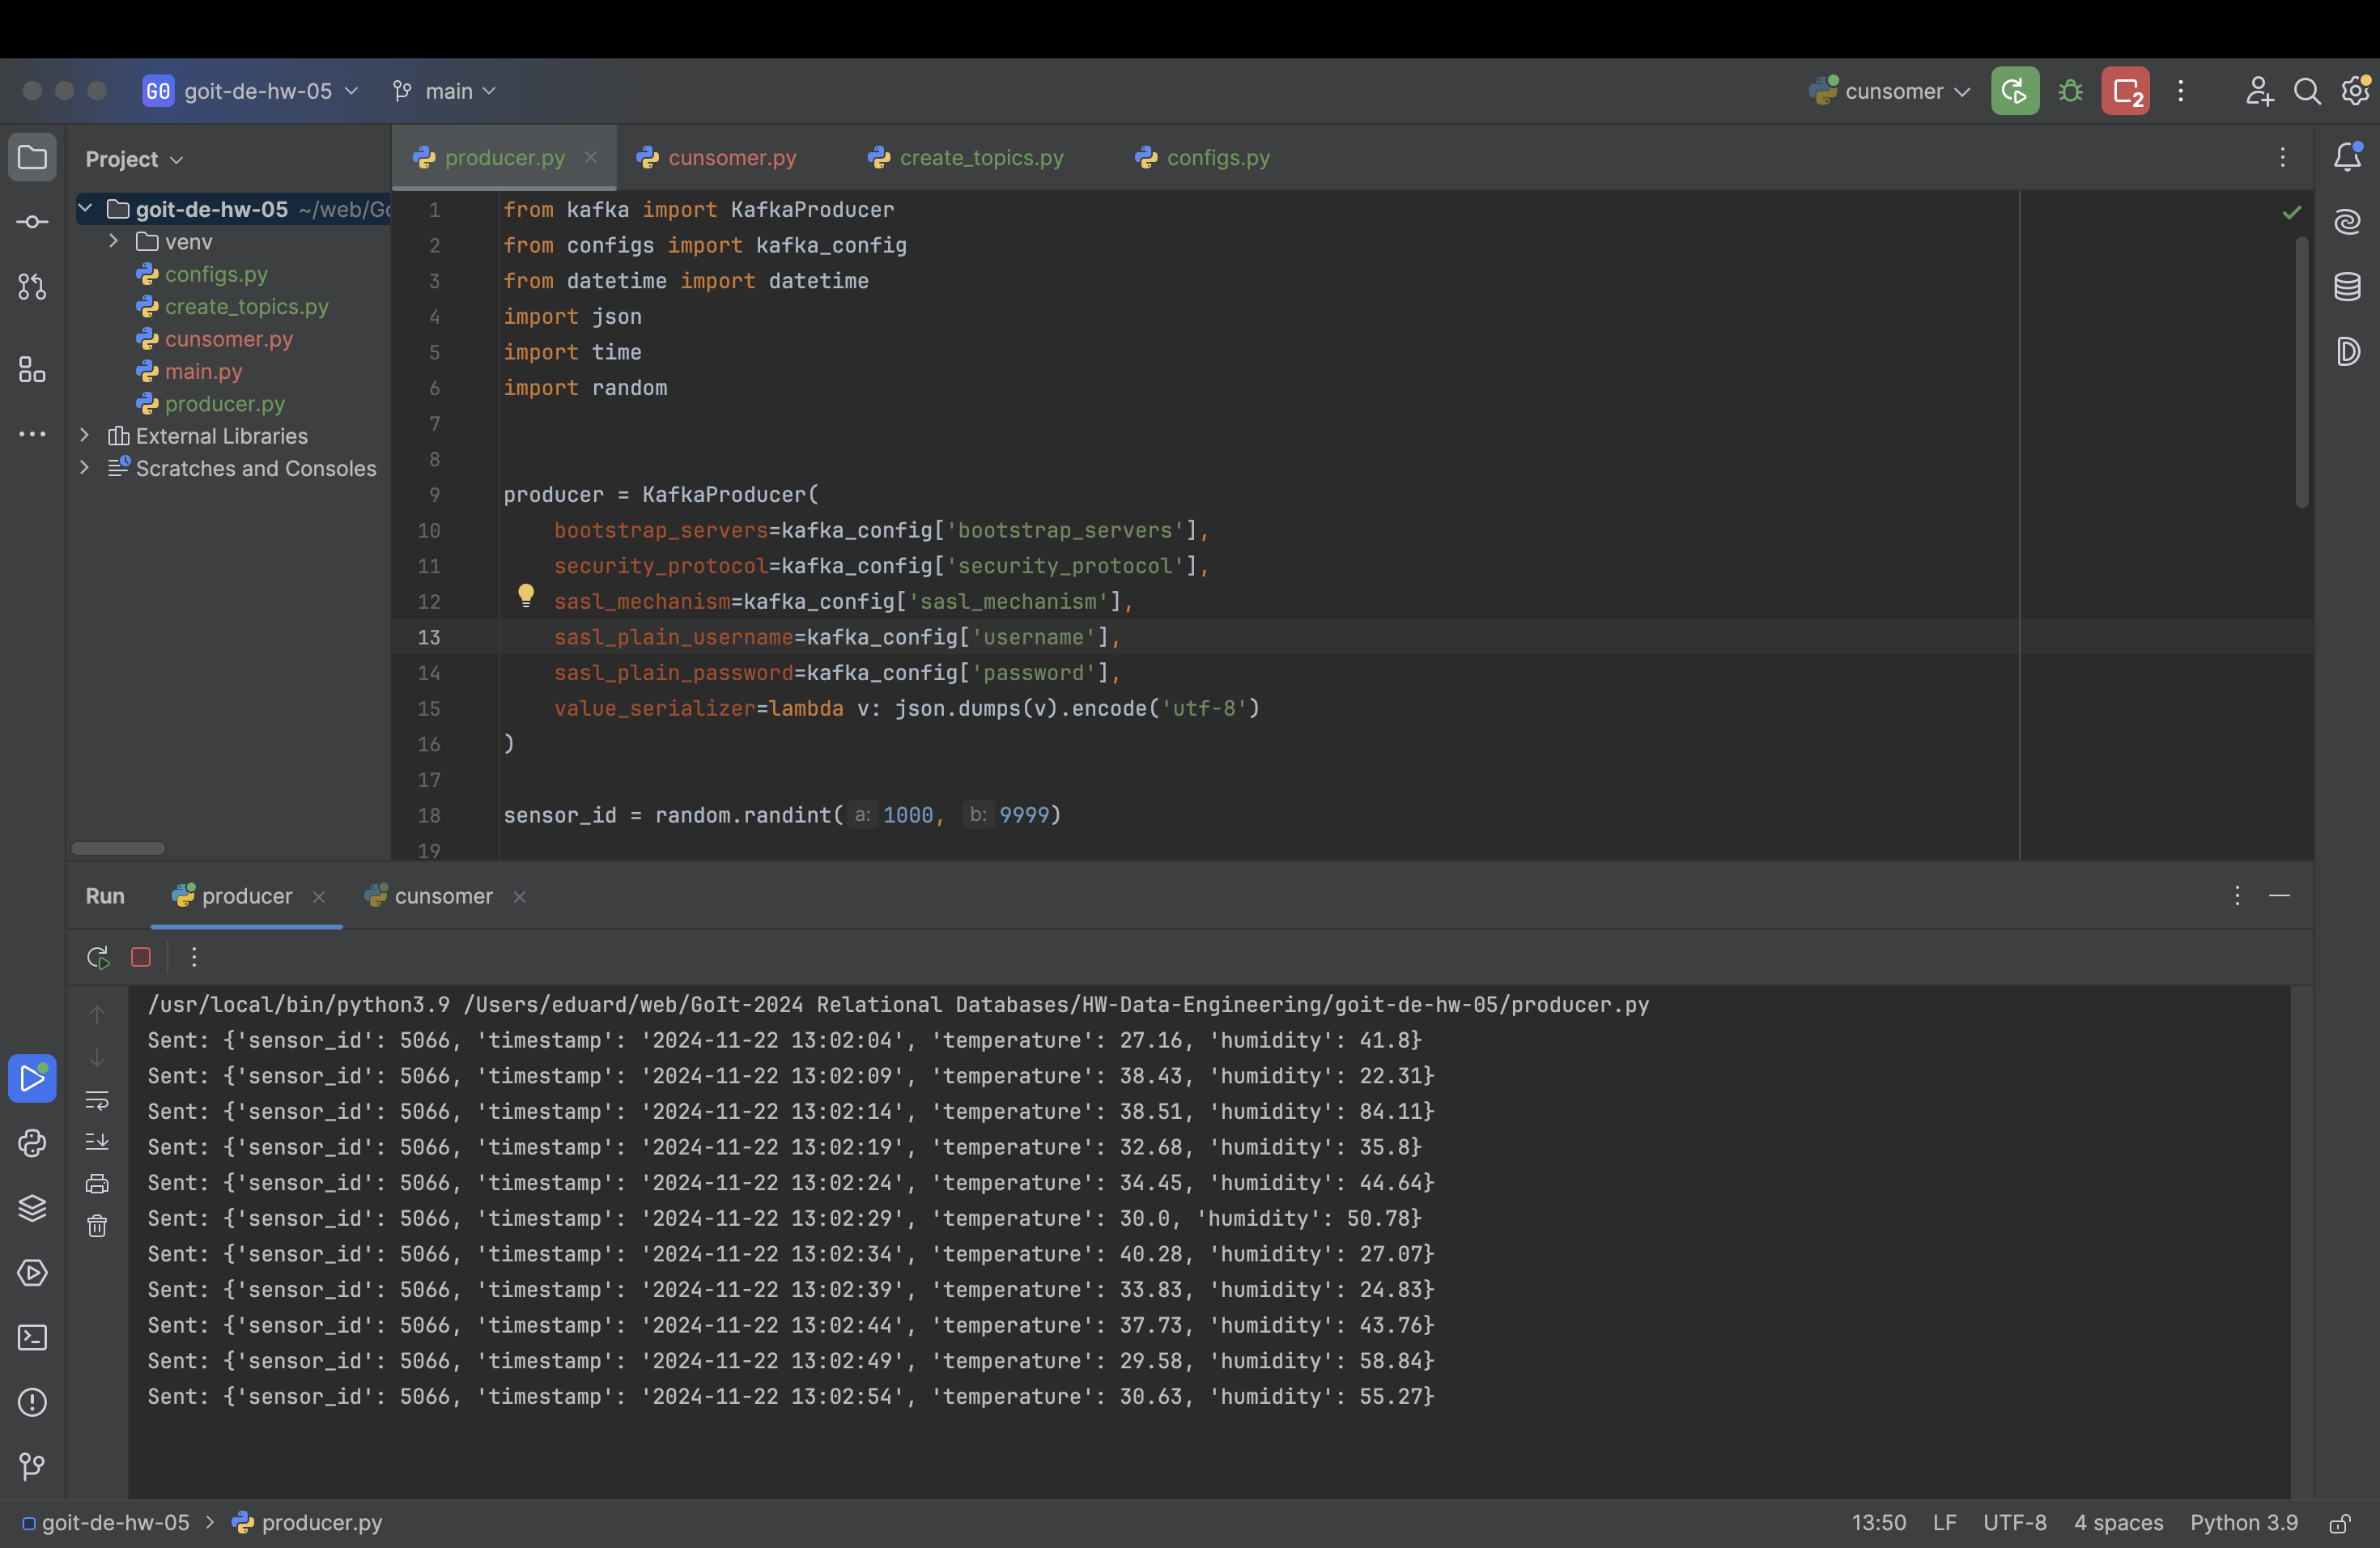 GO goit-de-hw-05 main cunsomer 2
Project
producer.py cunsomer.py create_topics.py configs.py
goit-de-hw-05 ~/web/Go
venv
configs.py
create_topics.py
cunsomer.py
main.py
producer.py
External Libraries
Scratches and Consoles
1 from kafka import KafkaProducer
2 from configs import kafka_config
3 from datetime import datetime
4 import json
5 import time
6 import random
7
8
9 producer = KafkaProducer(
10 bootstrap_servers=kafka_config['bootstrap_servers'],
11 security_protocol=kafka_config['security_protocol'],
12 sasl_mechanism=kafka_config['sasl_mechanism'],
13 sasl_plain_username=kafka_config['username'],
14 sasl_plain_password=kafka_config['password'],
15 value_serializer=lambda v: json.dumps(v).encode('utf-8')
16 )
17
18 sensor_id = random.randint( a: 1000, b: 9999)
19
Run producer cunsomer
/usr/local/bin/python3.9 /Users/eduard/web/GoIt-2024 Relational Databases/HW-Data-Engineering/goit-de-hw-05/producer.py
Sent: {'sensor_id': 5066, 'timestamp': '2024-11-22 13:02:04', 'temperature': 27.16, 'humidity': 41.8}
Sent: {'sensor_id': 5066, 'timestamp': '2024-11-22 13:02:09', 'temperature': 38.43, 'humidity': 22.31}
Sent: {'sensor_id': 5066, 'timestamp': '2024-11-22 13:02:14', 'temperature': 38.51, 'humidity': 84.11}
Sent: {'sensor_id': 5066, 'timestamp': '2024-11-22 13:02:19', 'temperature': 32.68, 'humidity': 35.8}
Sent: {'sensor_id': 5066, 'timestamp': '2024-11-22 13:02:24', 'temperature': 34.45, 'humidity': 44.64}
Sent: {'sensor_id': 5066, 'timestamp': '2024-11-22 13:02:29', 'temperature': 30.0, 'humidity': 50.78}
Sent: {'sensor_id': 5066, 'timestamp': '2024-11-22 13:02:34', 'temperature': 40.28, 'humidity': 27.07}
Sent: {'sensor_id': 5066, 'timestamp': '2024-11-22 13:02:39', 'temperature': 33.83, 'humidity': 24.83}
Sent: {'sensor_id': 5066, 'timestamp': '2024-11-22 13:02:44', 'temperature': 37.73, 'humidity': 43.76}
Sent: {'sensor_id': 5066, 'timestamp': '2024-11-22 13:02:49', 'temperature': 29.58, 'humidity': 58.84}
Sent: {'sensor_id': 5066, 'timestamp': '2024-11-22 13:02:54', 'temperature': 30.63, 'humidity': 55.27}
goit-de-hw-05 > producer.py 13:50 LF UTF-8 4 spaces Python 3.9